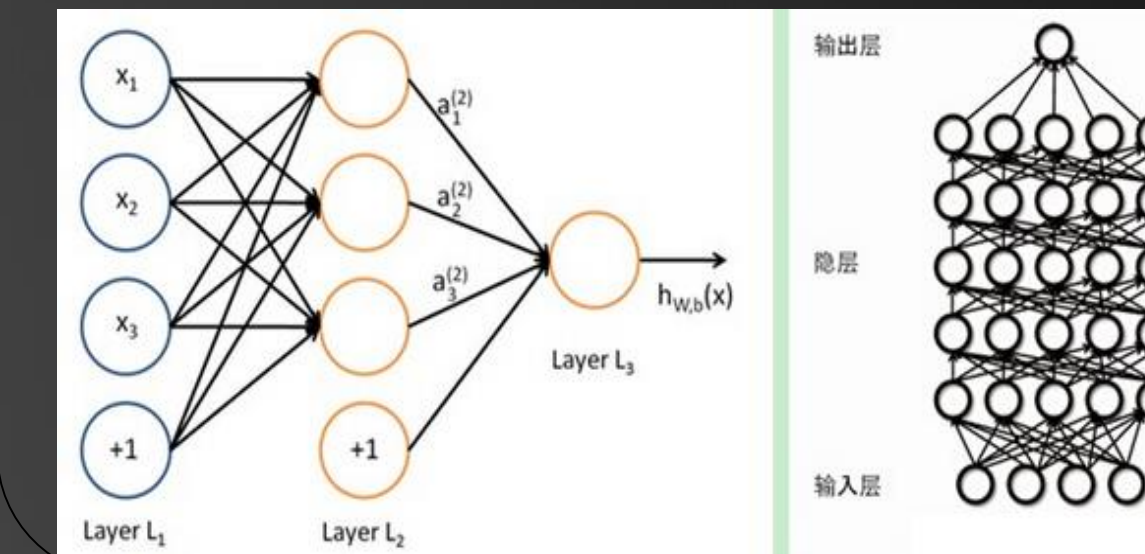 x₁
x₂
x₃
+1
Layer L₁
+1
Layer L₂
a₁⁽²⁾
a₂⁽²⁾
a₃⁽²⁾
Layer L₃
h_W,b(x)
输出层
隐层
输入层